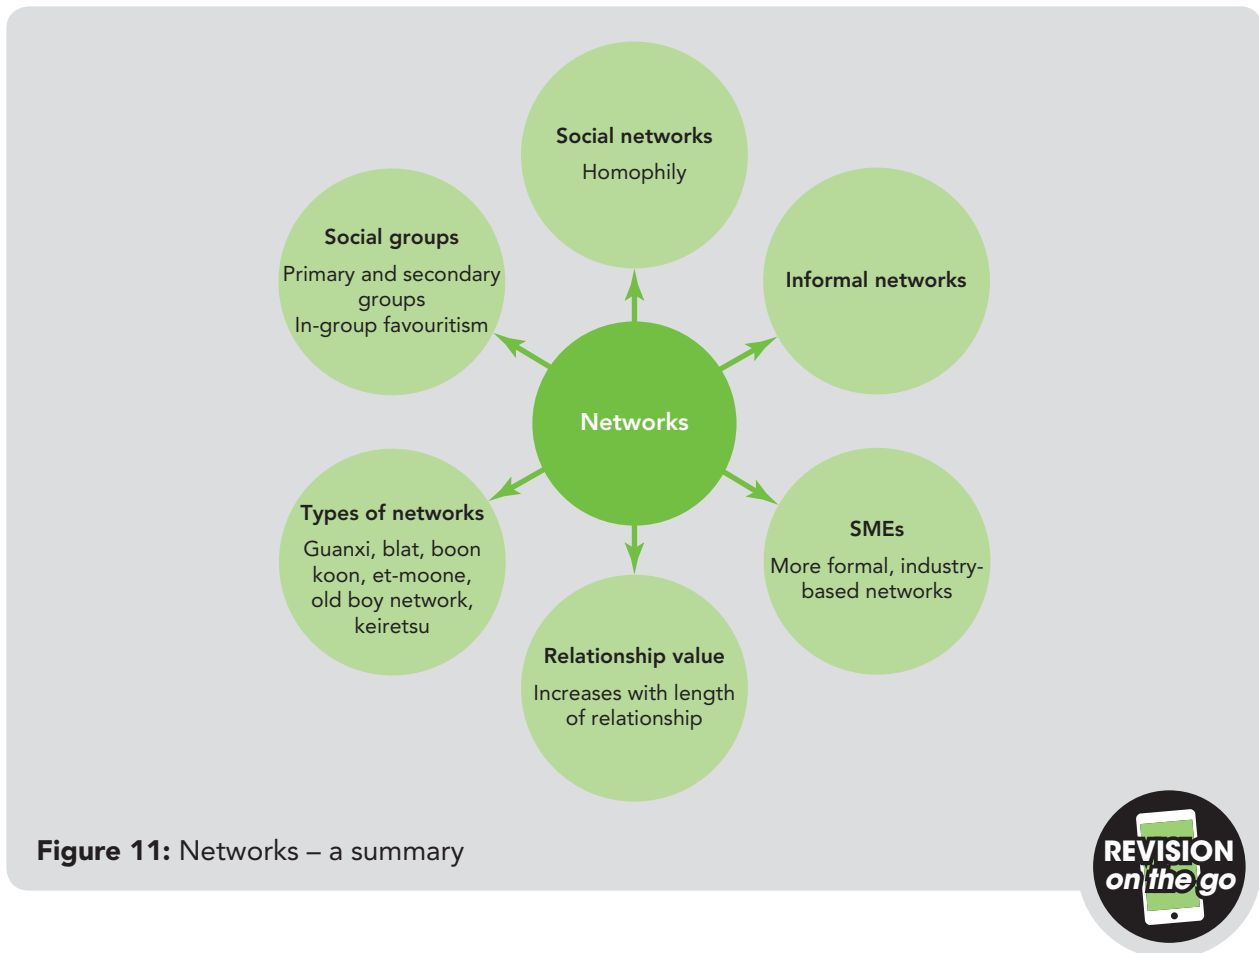 Social networks
Homophily
Social groups
Primary and secondary
groups
In-group favouritism
Informal networks
Networks
Types of networks
Guanxi, blat, boon
koon, et-moone,
old boy network,
keiretsu
SMEs
More formal, industry-
based networks
Relationship value
Increases with length
of relationship
Figure 11: Networks – a summary
REVISION
on the go